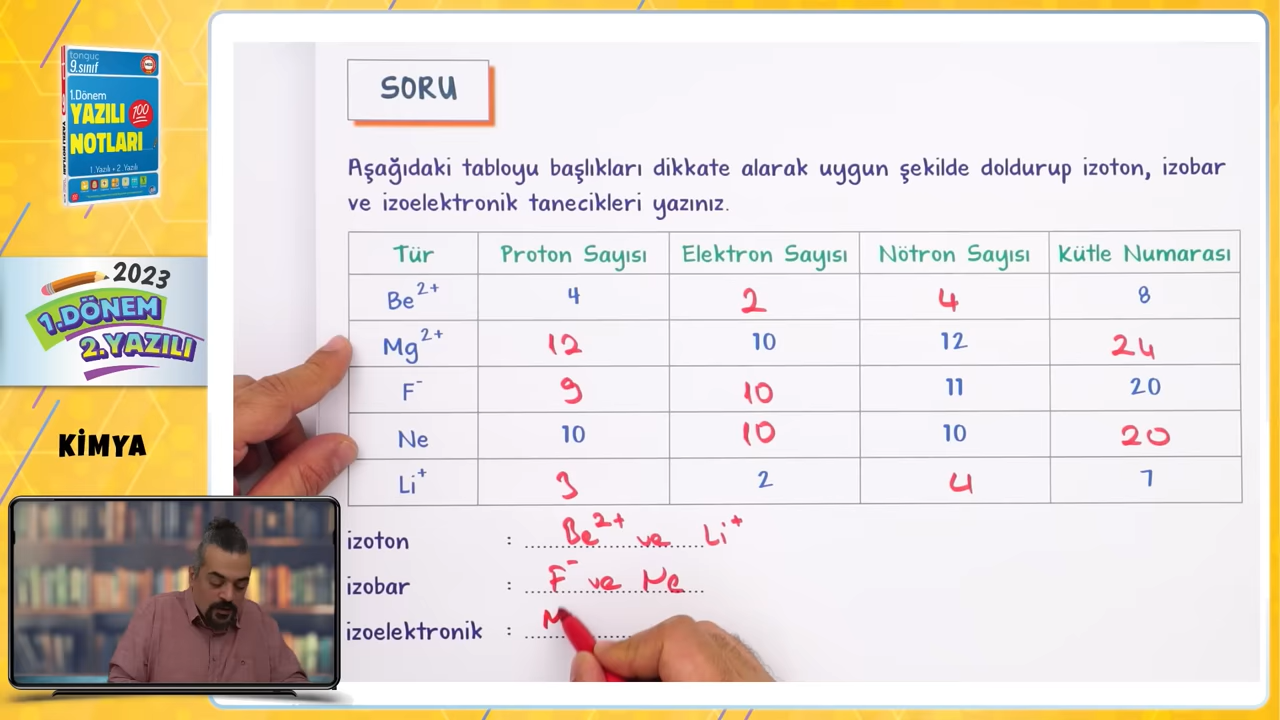 tonguç
9.sınıf
1.Dönem
YAZILI 100
NOTLARI
1.Yazılı • 2.Yazılı
YAZILI NOTLARI
2023
1.DÖNEM
2.YAZILI
KİMYA
SORU
Aşağıdaki tabloyu başlıkları dikkate alarak uygun şekilde doldurup izoton, izobar
ve izoelektronik tanecikleri yazınız.
Tür Proton Sayısı Elektron Sayısı Nötron Sayısı Kütle Numarası
Be²⁺ 4 2 4 8
Mg²⁺ 12 10 12 24
F⁻ 9 10 11 20
Ne 10 10 10 20
Li⁺ 3 2 4 7
izoton : Be²⁺ ve Li⁺
izobar : F⁻ ve Ne
izoelektronik : M